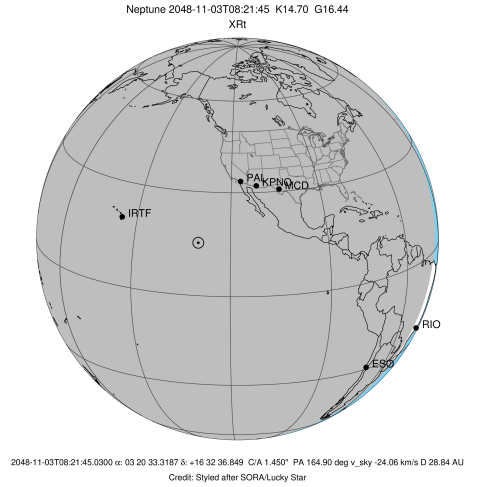 Neptune 2048-11-03T08:21:45 K14.70 G16.44
XRt
PAL
KPNO
MCD
IRTF
RIO
ESO
2048-11-03T08:21:45.0300 α: 03 20 33.3187 δ: +16 32 36.849 C/A 1.450" PA 164.90 deg v_sky -24.06 km/s D 28.84 AU
Credit: Styled after SORA/Lucky Star